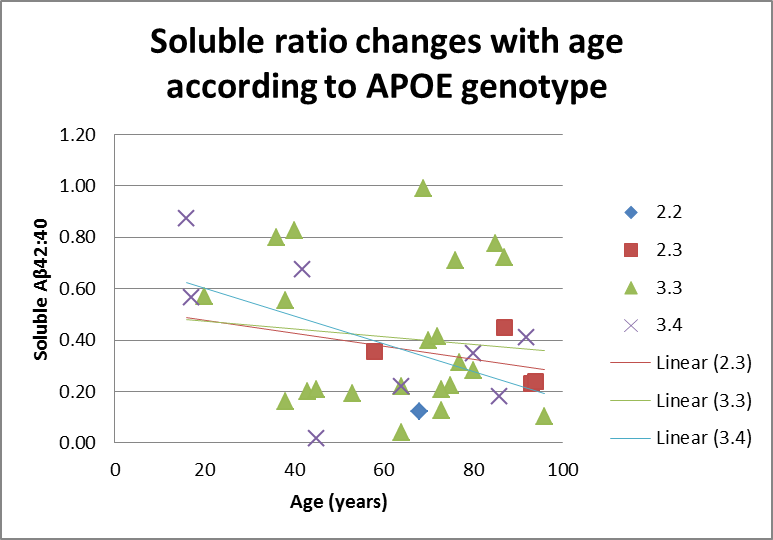 Soluble ratio changes with age
according to APOE genotype
Soluble Aβ42:40
1.20
1.00
0.80
0.60
0.40
0.20
0.00
0
20
40
60
80
100
Age (years)
2.2
2.3
3.3
3.4
Linear (2.3)
Linear (3.3)
Linear (3.4)